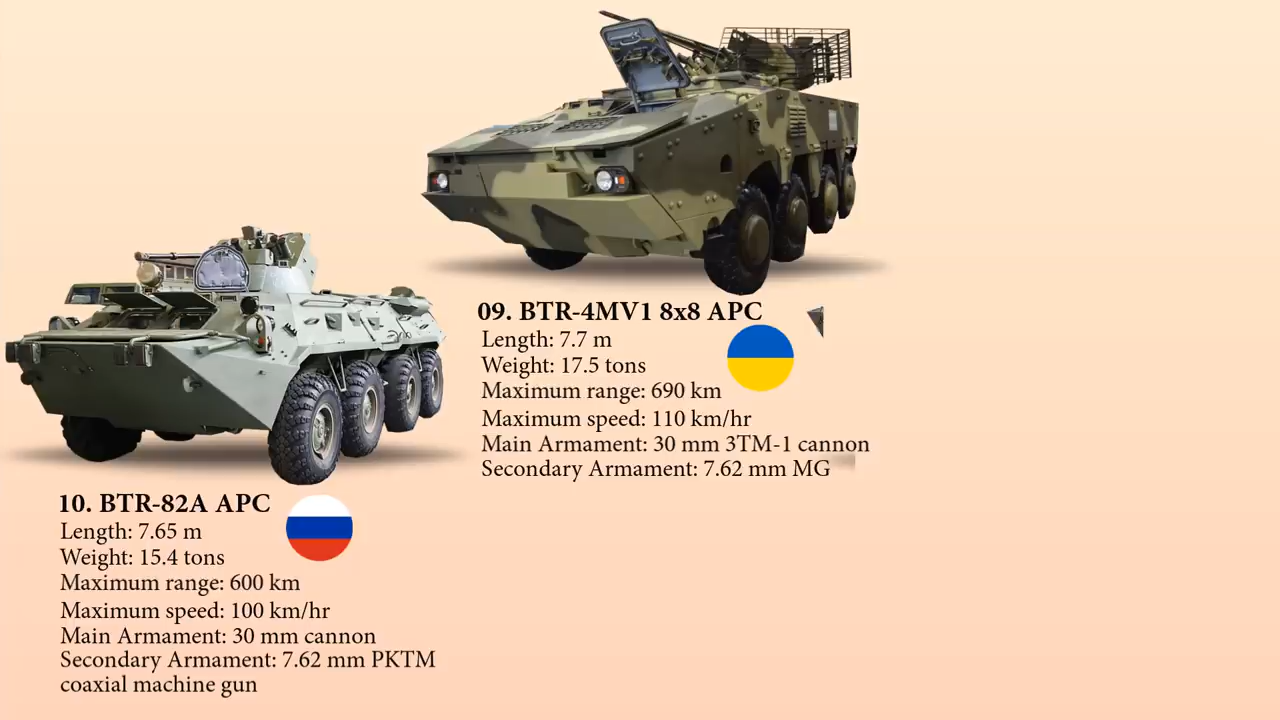 09. BTR-4MV1 8x8 APC
Length: 7.7 m
Weight: 17.5 tons
Maximum range: 690 km
Maximum speed: 110 km/hr
Main Armament: 30 mm 3TM-1 cannon
Secondary Armament: 7.62 mm MG
10. BTR-82A APC
Length: 7.65 m
Weight: 15.4 tons
Maximum range: 600 km
Maximum speed: 100 km/hr
Main Armament: 30 mm cannon
Secondary Armament: 7.62 mm PKTM
coaxial machine gun